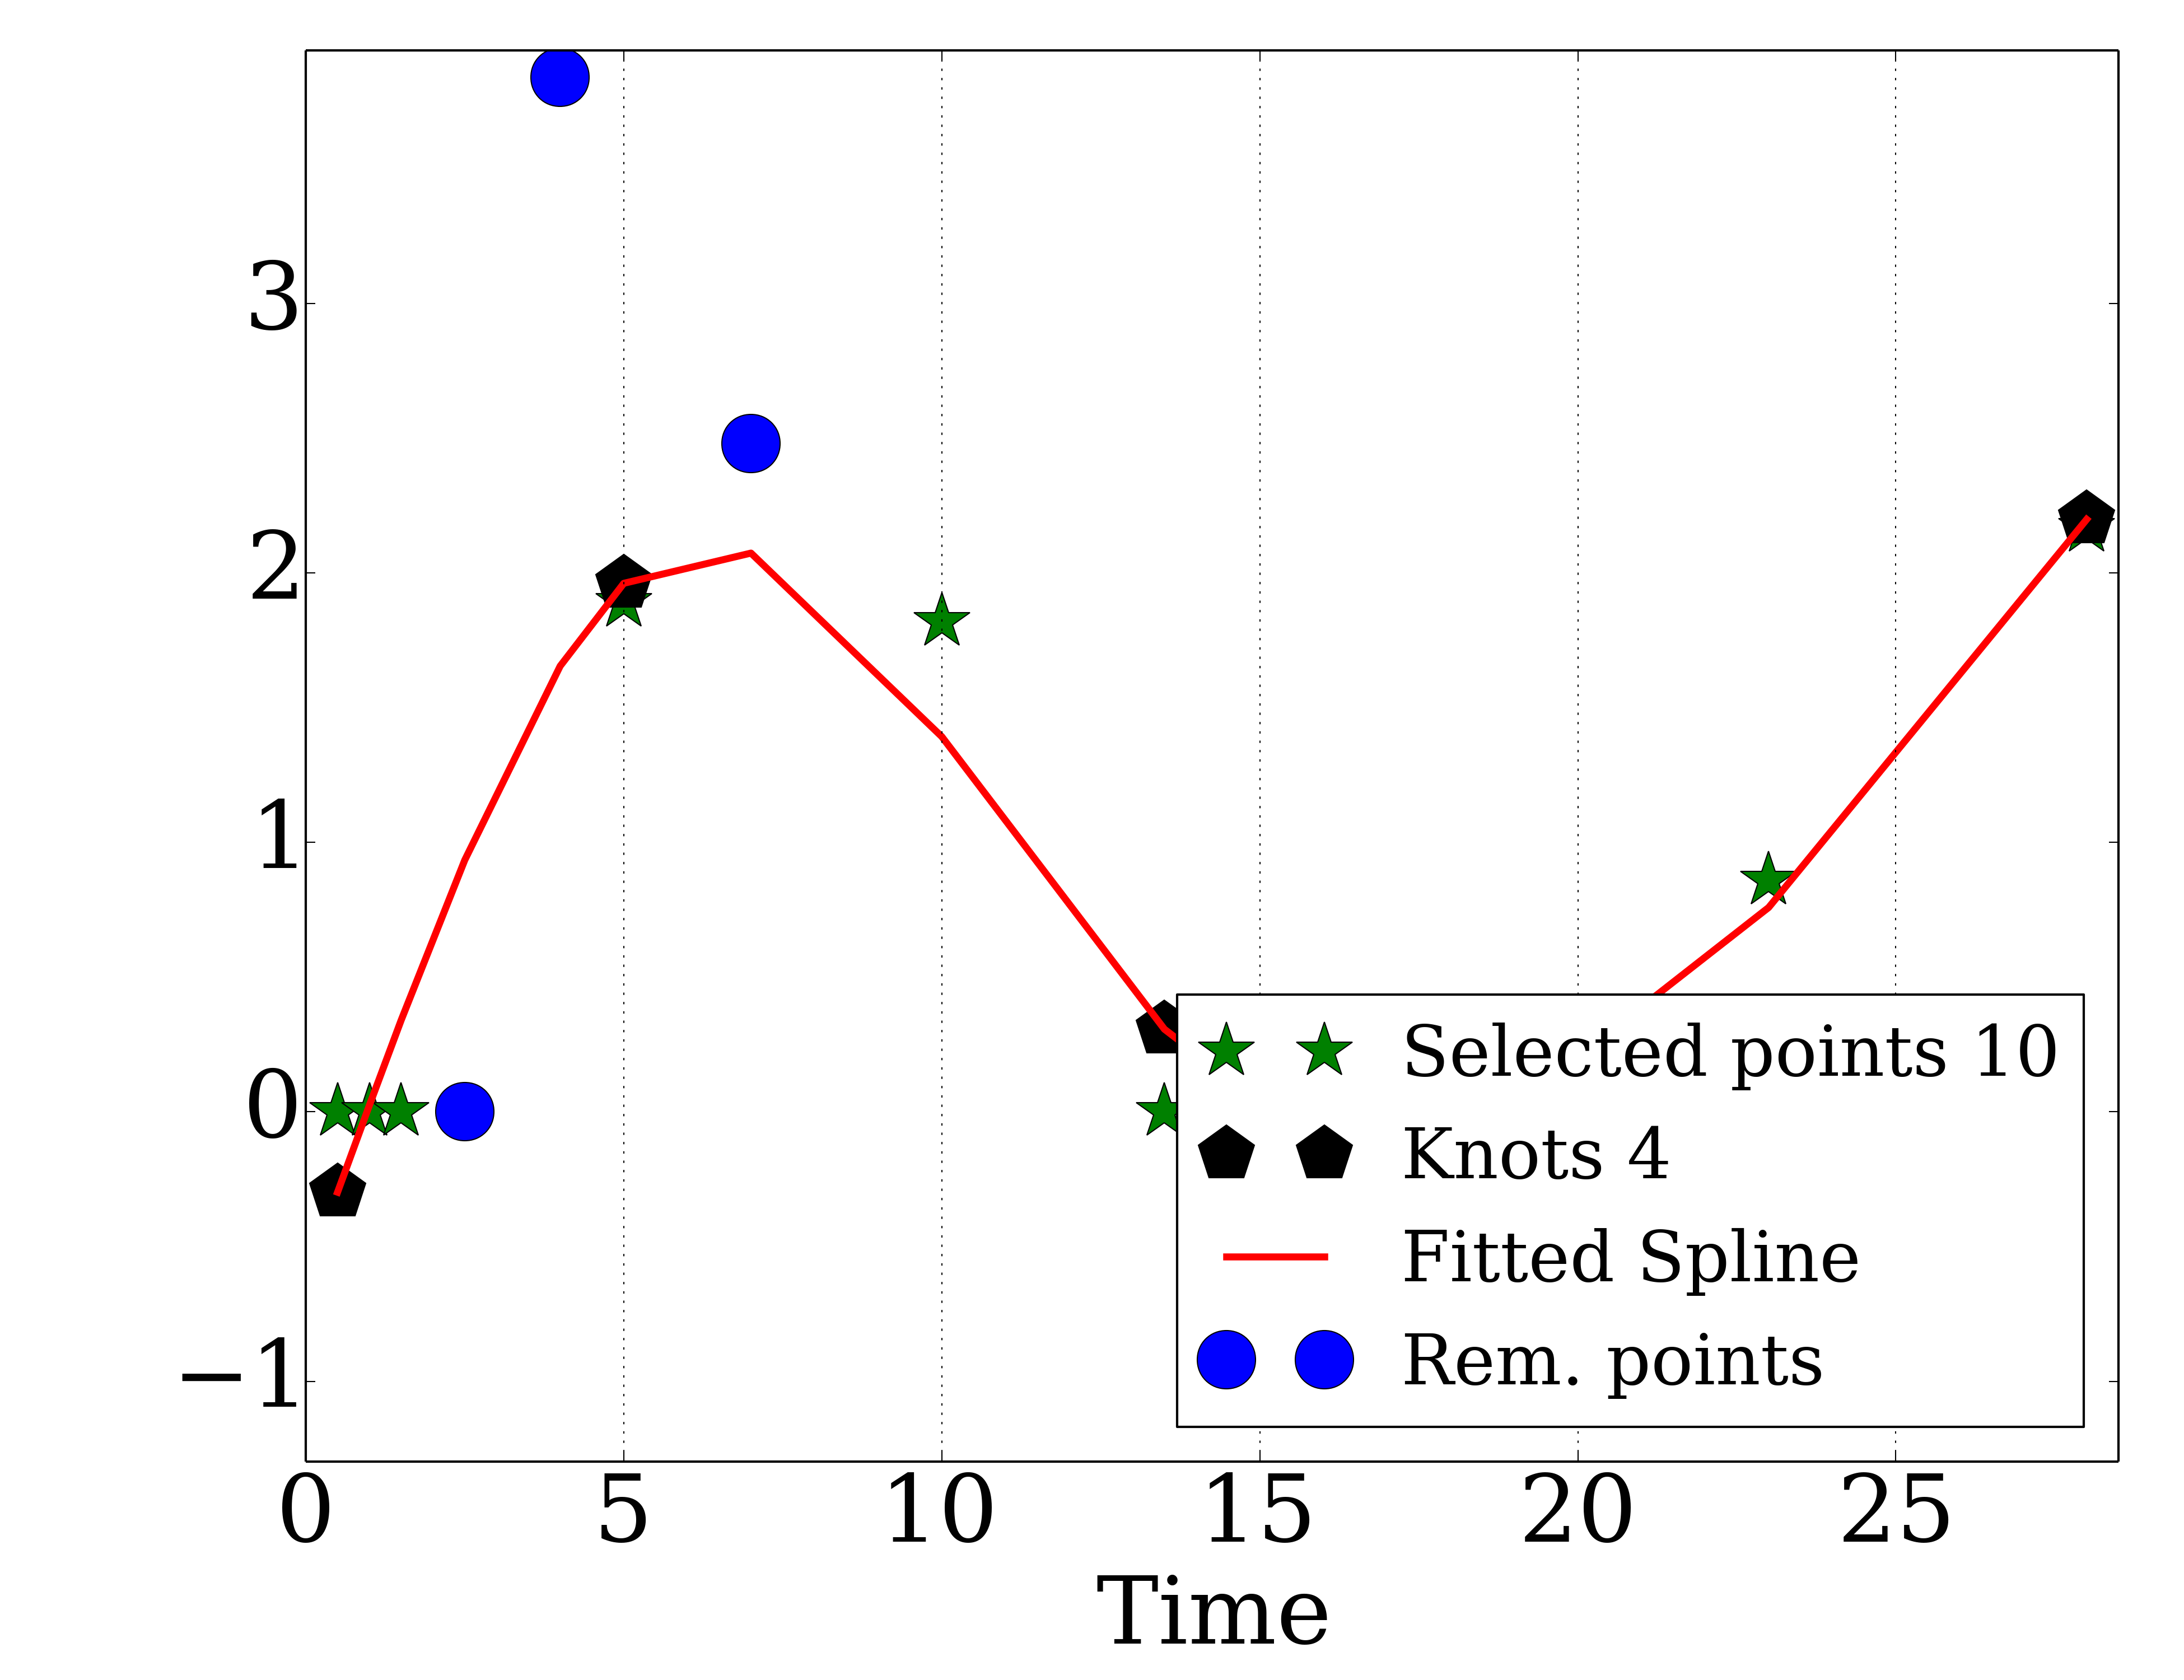 3
2
1
0
−1
Selected points 10
Knots 4
Fitted Spline
Rem. points
0 5 10 15 20 25
Time